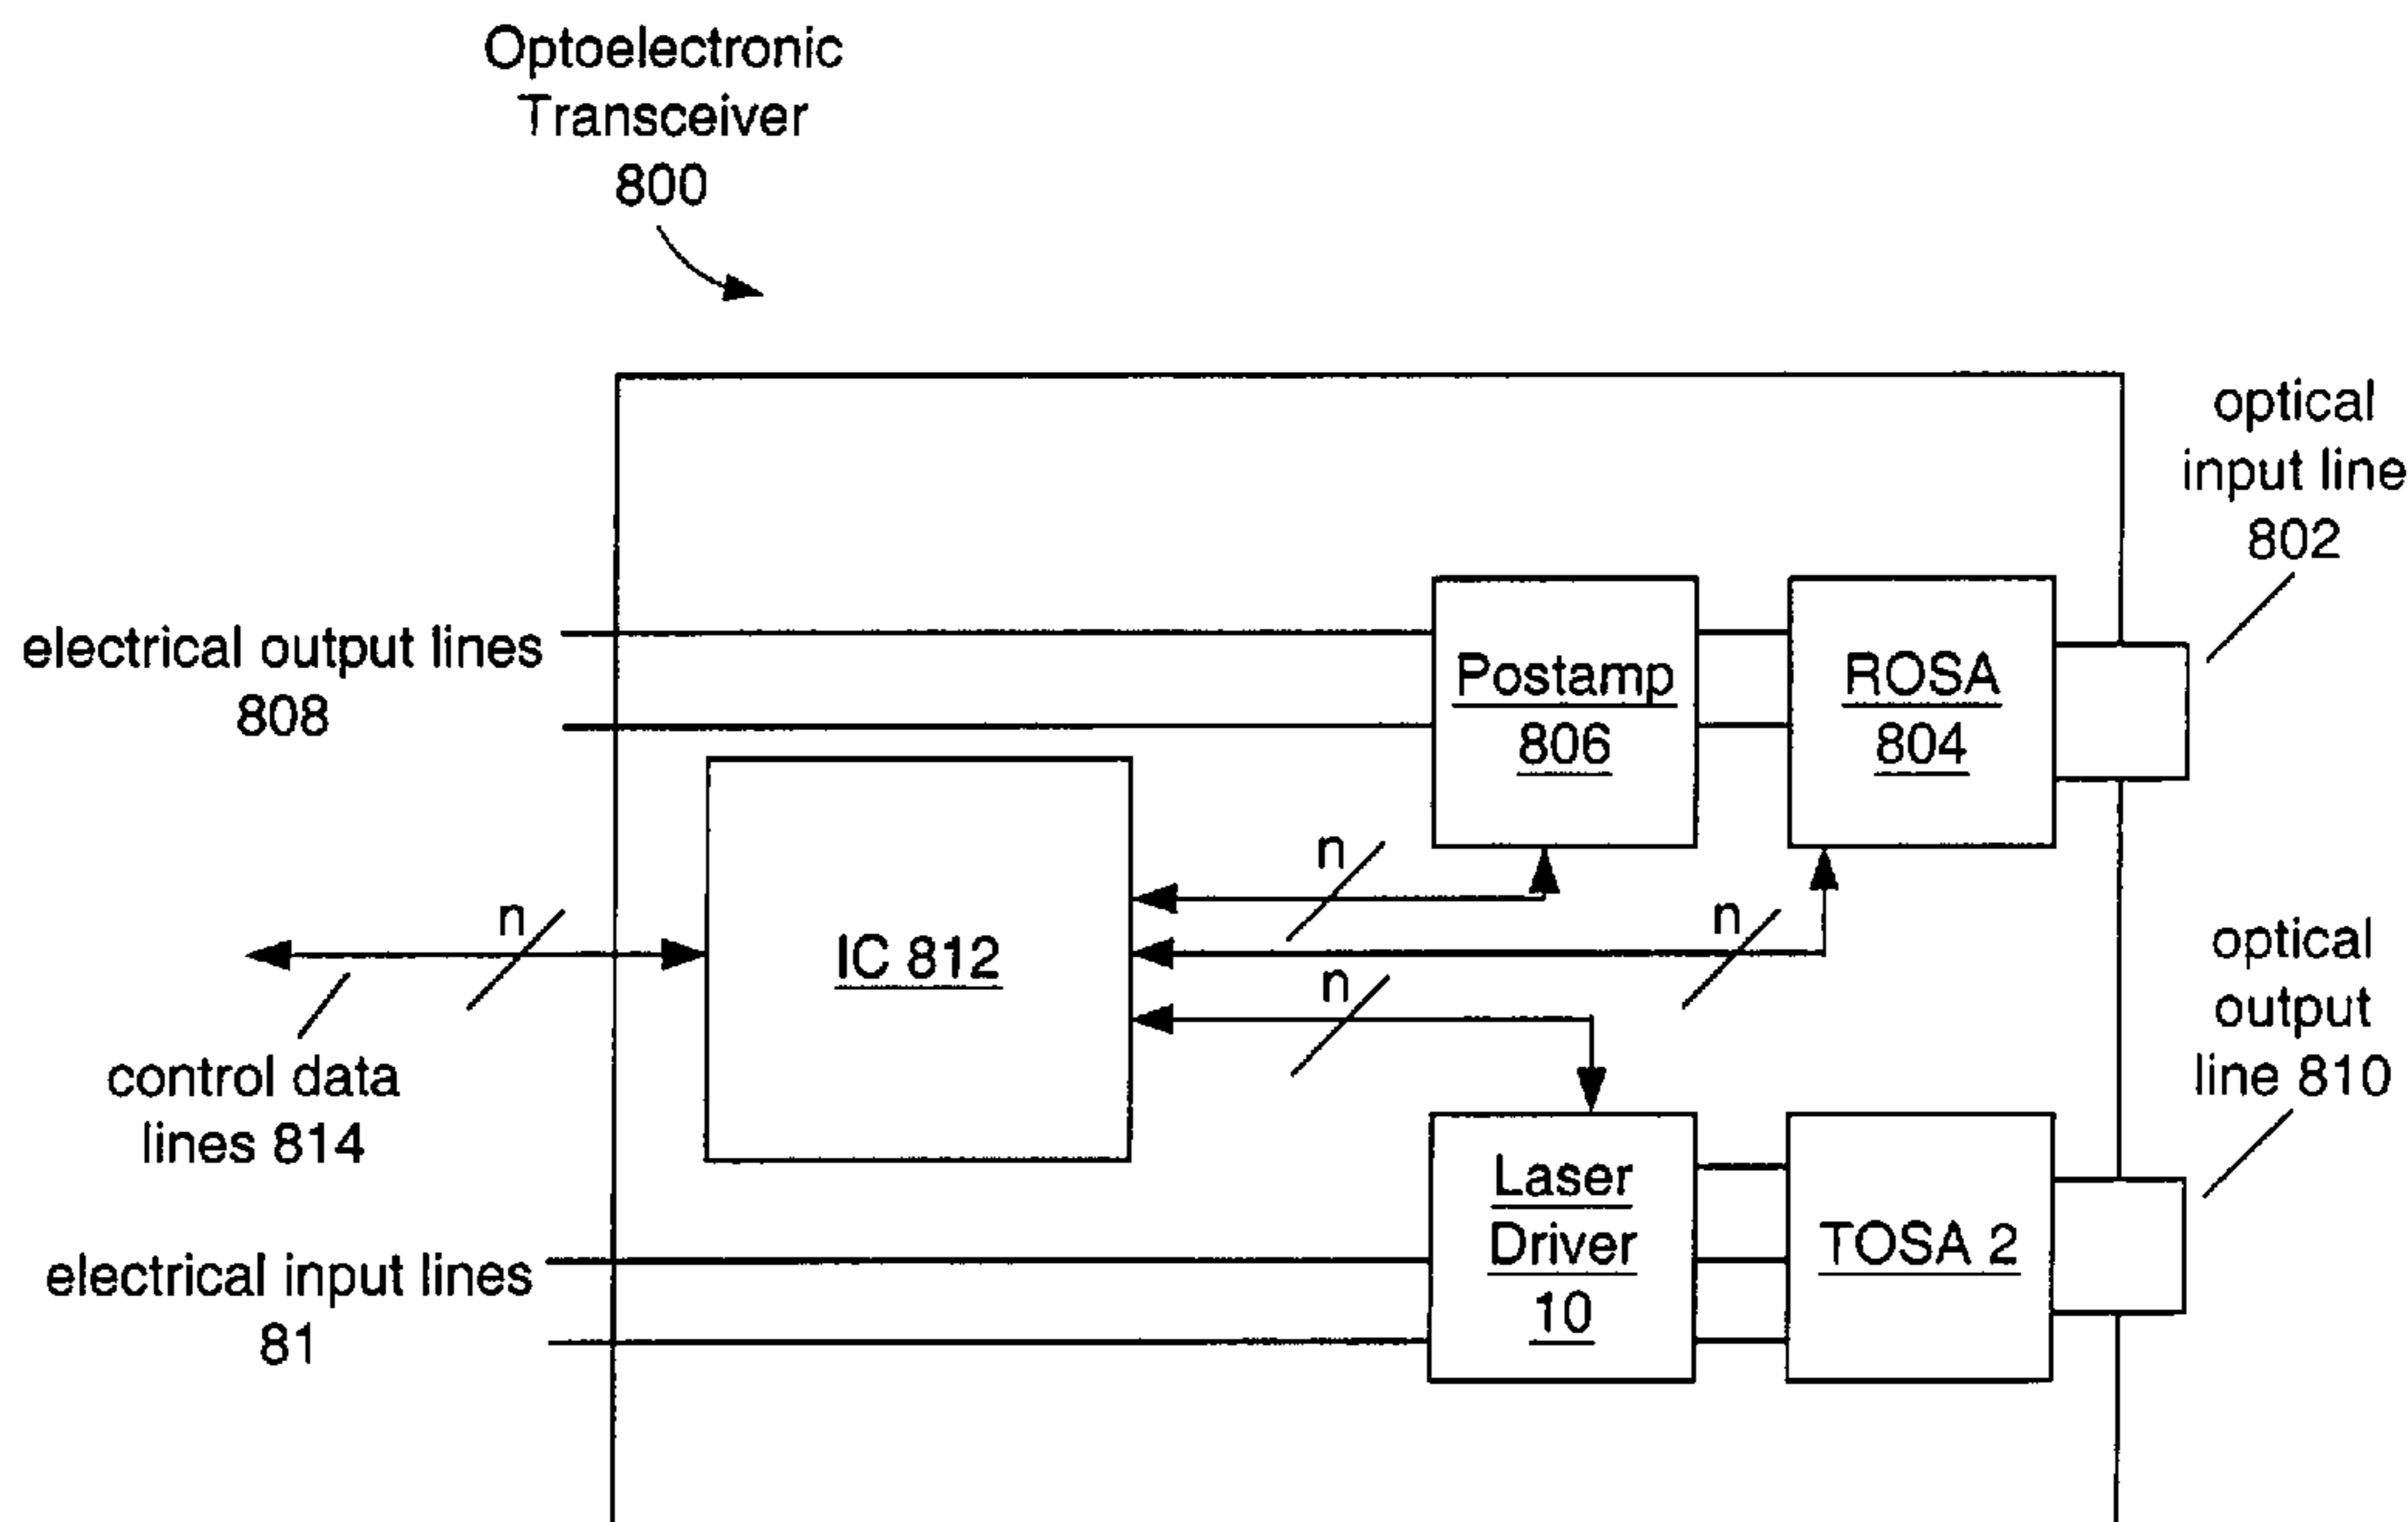 Optoelectronic
Transceiver
800
optical
input line
802
electrical output lines
808
Postamp
806
ROSA
804
n
n
n
n
IC 812
control data
lines 814
optical
output
line 810
electrical input lines
81
Laser
Driver
10
TOSA 2